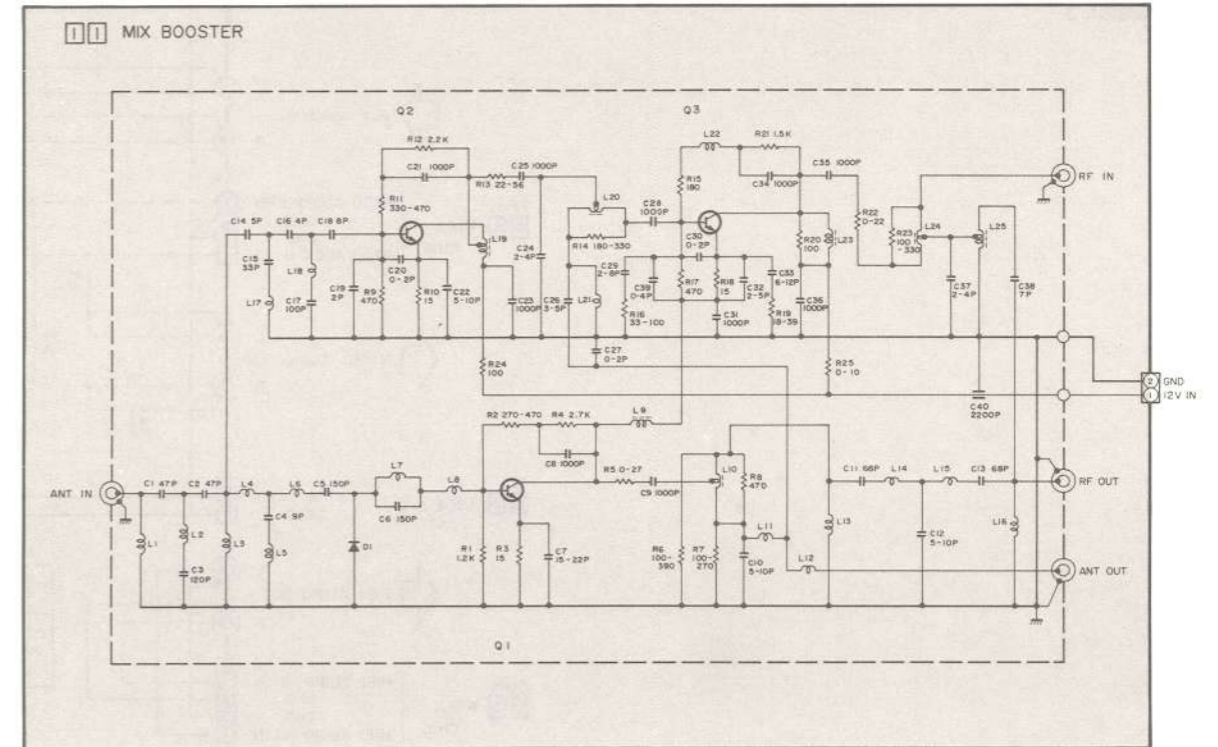 11 MIX BOOSTER
Q2
Q3
R12 2.2K
L22
R21 1.5K
C21 1000P
C25 1000P
C35 1000P
RF IN
R13 22-56
C34 1000P
R11
330-470
R15
180
L20
C28
1000P
R22
0-22
C14 5P
C16 4P
C18 8P
L19
C30
0-2P
R20
100
L23
R23
100
-330
L24
L25
C15
33P
L18
C24
2-4P
R14 180-330
C20
0-2P
C29
2-8P
C33
6-12P
C19
2P
R9
470
R10
15
C22
5-10P
C39
0-4P
R17
470
R18
15
C32
2-5P
C37
2-4P
C38
7P
L17
C17
100P
C23
1000P
C26
3-5P
L21
R16
33-100
C31
1000P
R19
18-39
C36
1000P
C27
0-2P
R24
100
R25
0-10
2 GND
1 12V IN
C40
2200P
R2 270-470
R4 2.7K
L9
C8 1000P
L7
R5 0-27
L10
R8
470
C11 68P
L14
L15
C13 68P
ANT IN
C1 47P
C2 47P
L4
L6
C5 150P
L8
C9 1000P
RF OUT
C6 150P
C4 9P
L1
L2
L3
L5
D1
R1
1.2K
R3
15
C7
15-22P
R6
100-
390
R7
100-
270
L11
C10
5-10P
L12
L13
C12
5-10P
L16
C3
120P
ANT OUT
Q1